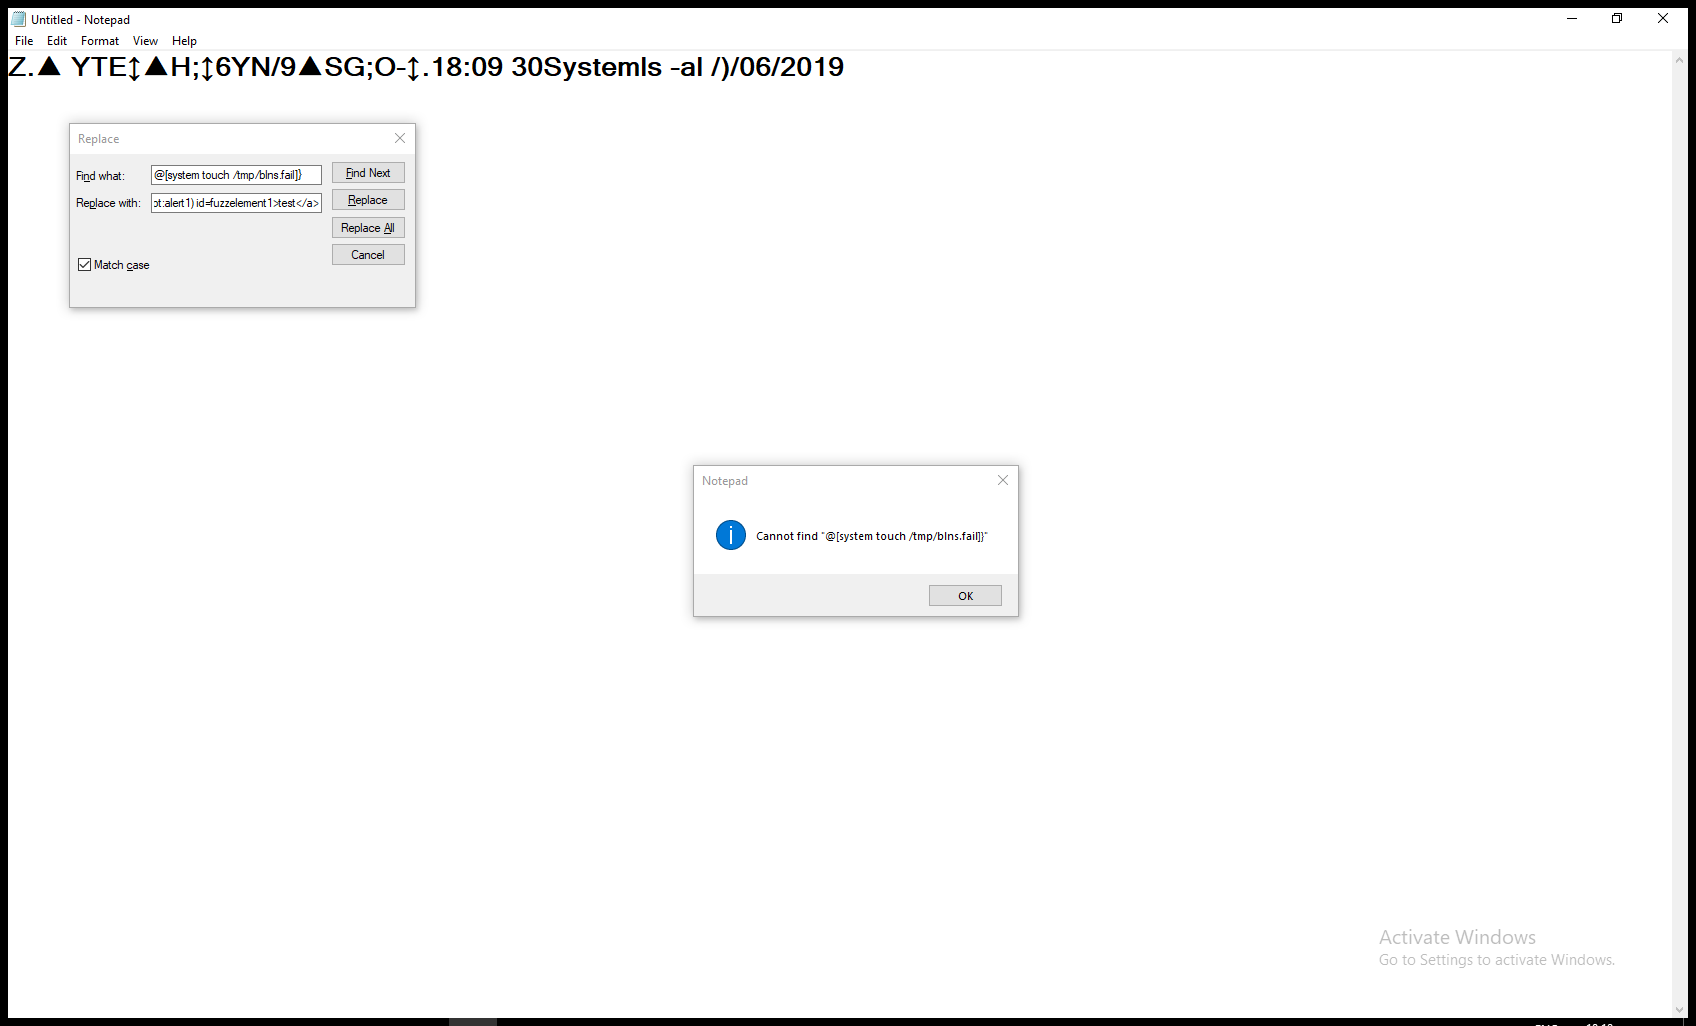 Untitled - Notepad
File Edit Format View Help
Z.▲ YTE↕▲H;↕6YN/9▲SG;O-↕.18:09 30Systemls -al /)/06/2019
Replace
Find what: @[system touch /tmp/blns.fail]} Find Next
Replace with: pt:alert1) id=fuzzelement1>test</a> Replace
Replace All
Cancel
Match case
Notepad
Cannot find "@[system touch /tmp/blns.fail]}"
OK
Activate Windows
Go to Settings to activate Windows.